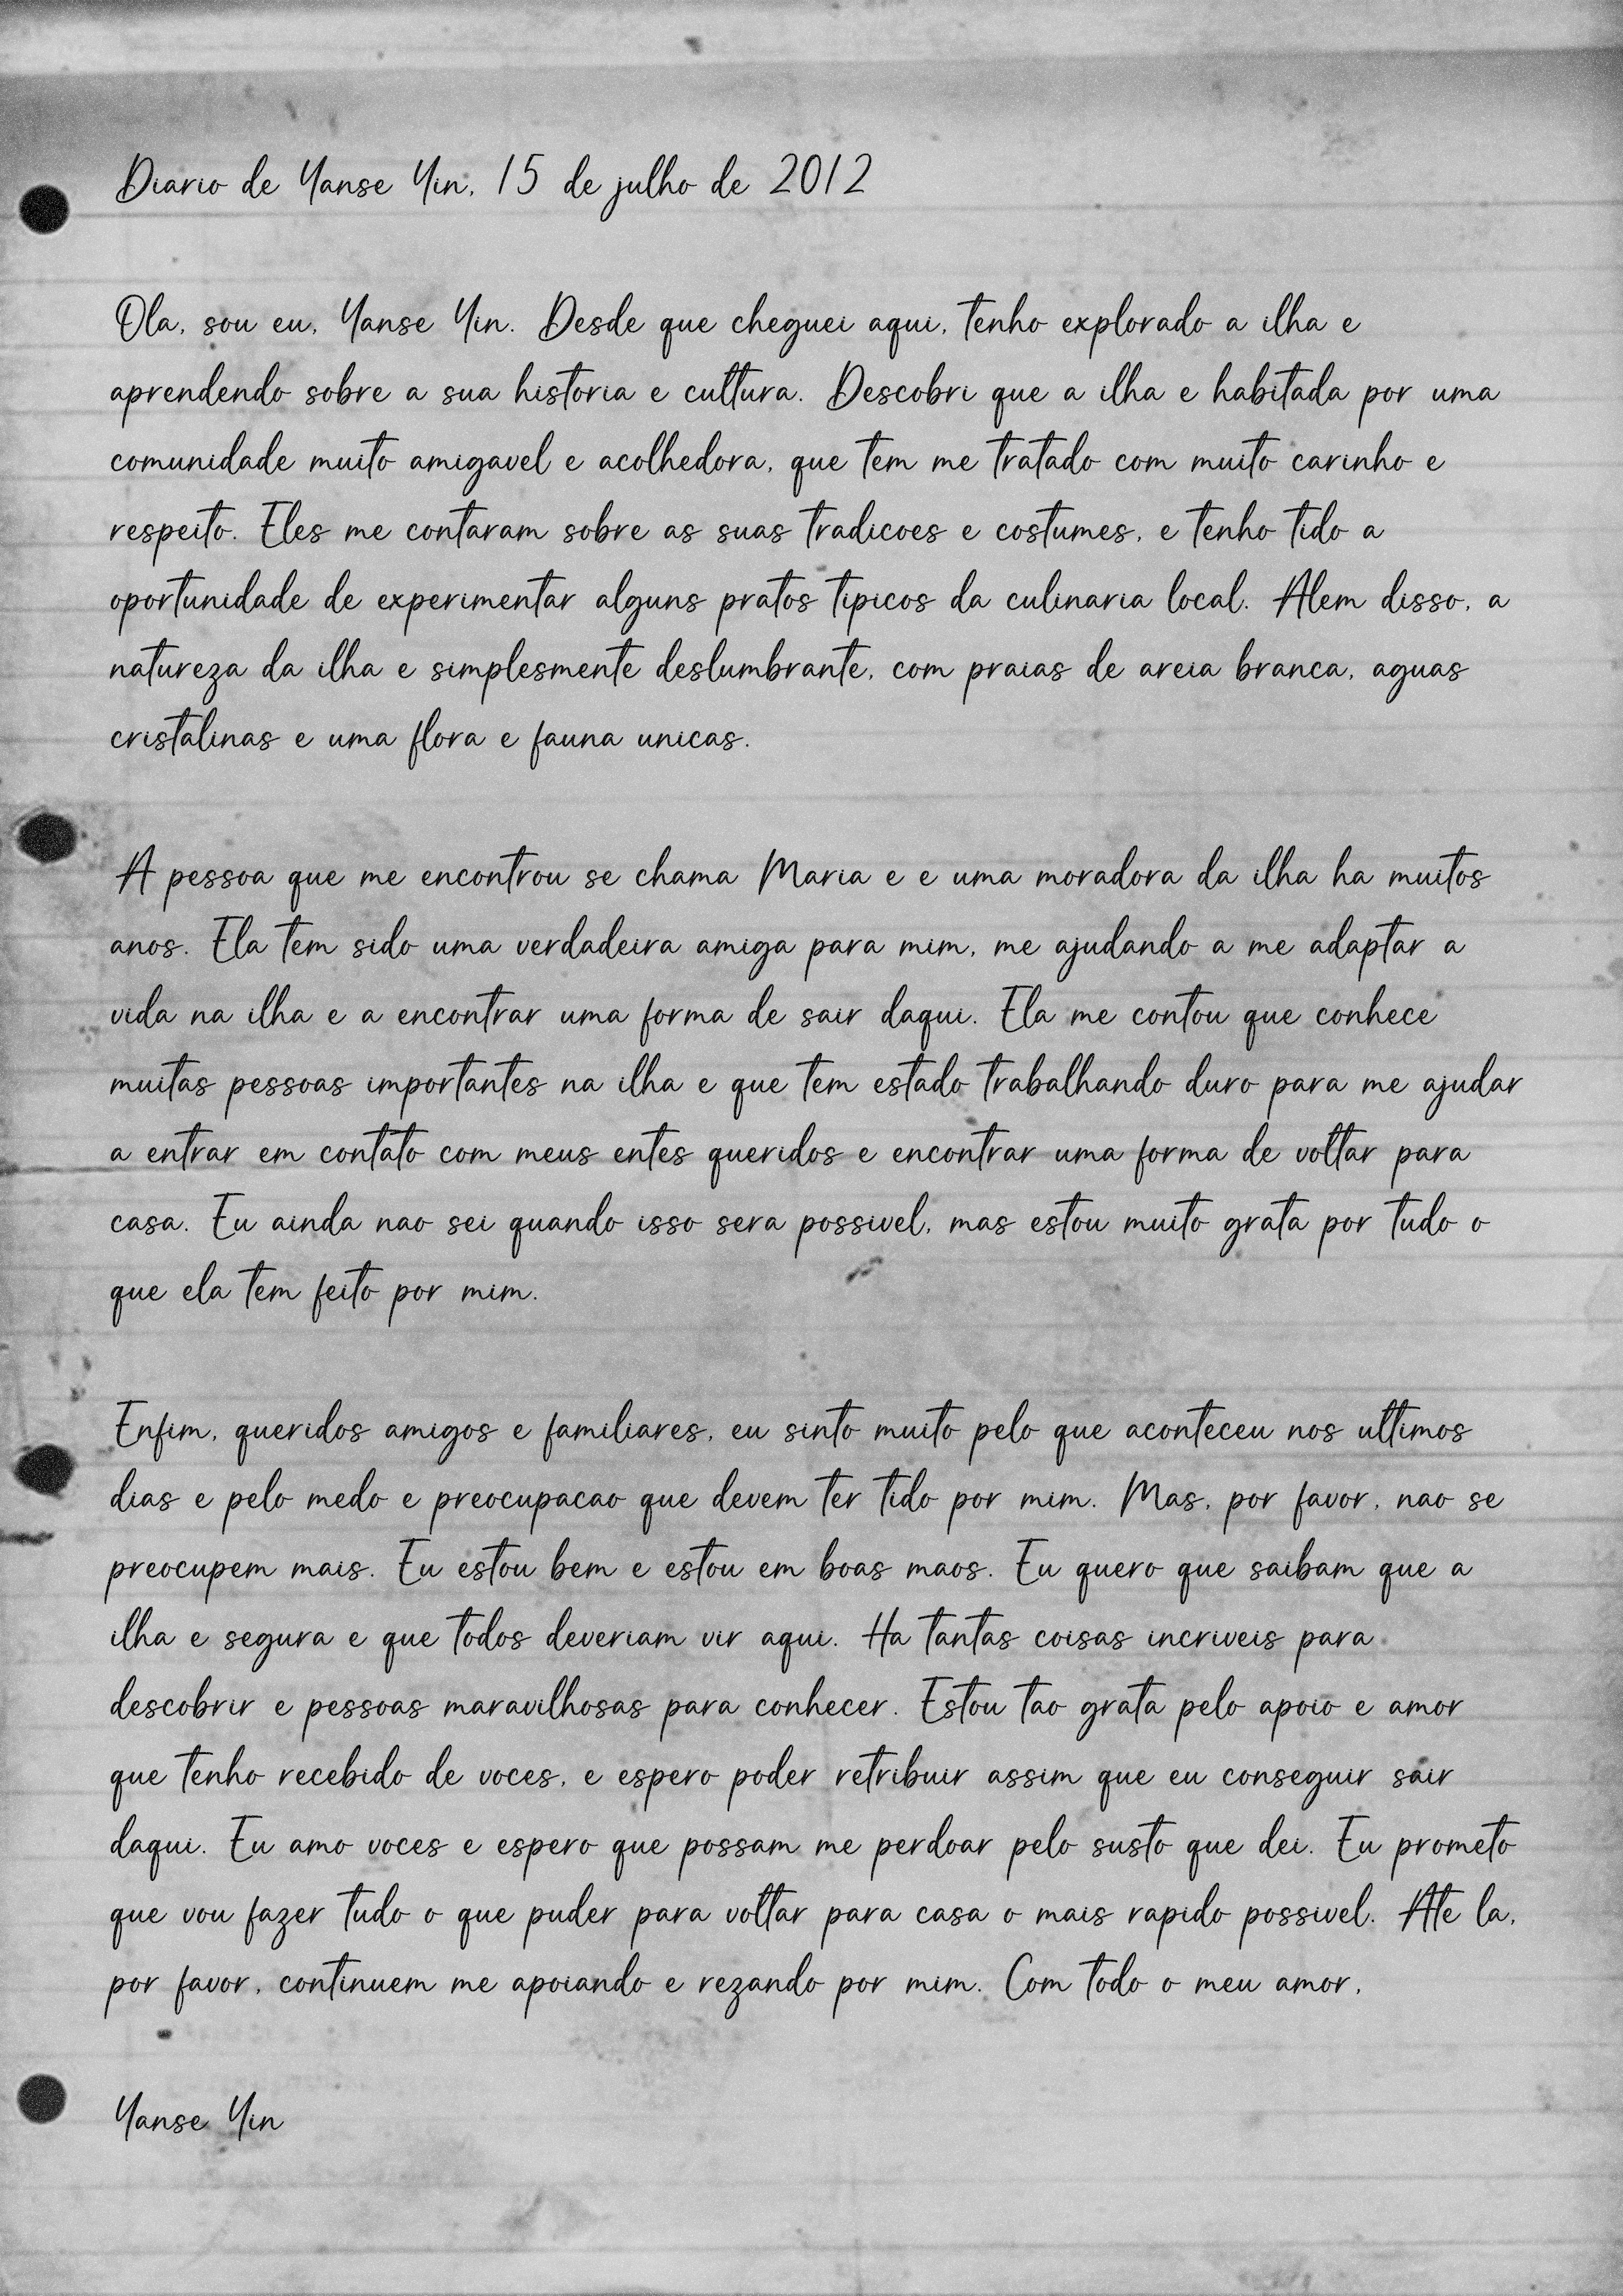 Diario de Yanse Yin, 15 de julho de 2012
Ola, sou eu, Yanse Yin. Desde que cheguei aqui, tenho explorado a ilha e
aprendendo sobre a sua historia e cultura. Descobri que a ilha e habitada por uma
comunidade muito amigavel e acolhedora, que tem me tratado com muito carinho e
respeito. Eles me contaram sobre as suas tradicoes e costumes, e tenho tido a
oportunidade de experimentar alguns pratos tipicos da culinaria local. Alem disso, a
natureza da ilha e simplesmente deslumbrante, com praias de areia branca, aguas
cristalinas e uma flora e fauna unicas.
A pessoa que me encontrou se chama Maria e e uma moradora da ilha ha muitos
anos. Ela tem sido uma verdadeira amiga para mim, me ajudando a me adaptar a
vida na ilha e a encontrar uma forma de sair daqui. Ela me contou que conhece
muitas pessoas importantes na ilha e que tem estado trabalhando duro para me ajudar
a entrar em contato com meus entes queridos e encontrar uma forma de voltar para
casa. Eu ainda nao sei quando isso sera possivel, mas estou muito grata por tudo o
que ela tem feito por mim.
Enfim, queridos amigos e familiares, eu sinto muito pelo que aconteceu nos ultimos
dias e pelo medo e preocupacao que devem ter tido por mim. Mas, por favor, nao se
preocupem mais. Eu estou bem e estou em boas maos. Eu quero que saibam que a
ilha e segura e que todos deveriam vir aqui. Ha tantas coisas incriveis para
descobrir e pessoas maravilhosas para conhecer. Estou tao grata pelo apoio e amor
que tenho recebido de voces, e espero poder retribuir assim que eu conseguir sair
daqui. Eu amo voces e espero que possam me perdoar pelo susto que dei. Eu prometo
que vou fazer tudo o que puder para voltar para casa o mais rapido possivel. Ate la,
por favor, continuem me apoiando e rezando por mim. Com todo o meu amor,
Yanse Yin